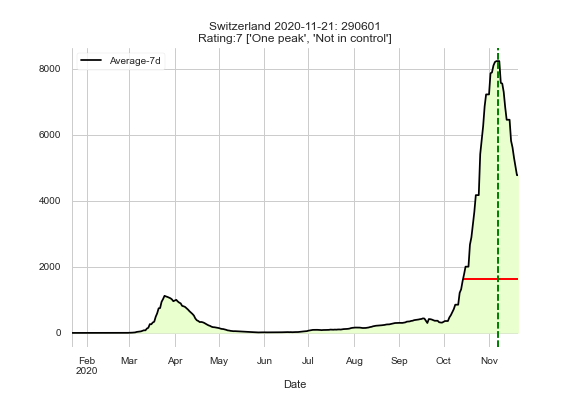 Switzerland 2020-11-21: 290601
Rating:7 ['One peak', 'Not in control']
Average-7d
8000
6000
4000
2000
0
Feb Mar Apr May Jun Jul Aug Sep Oct Nov
2020
Date